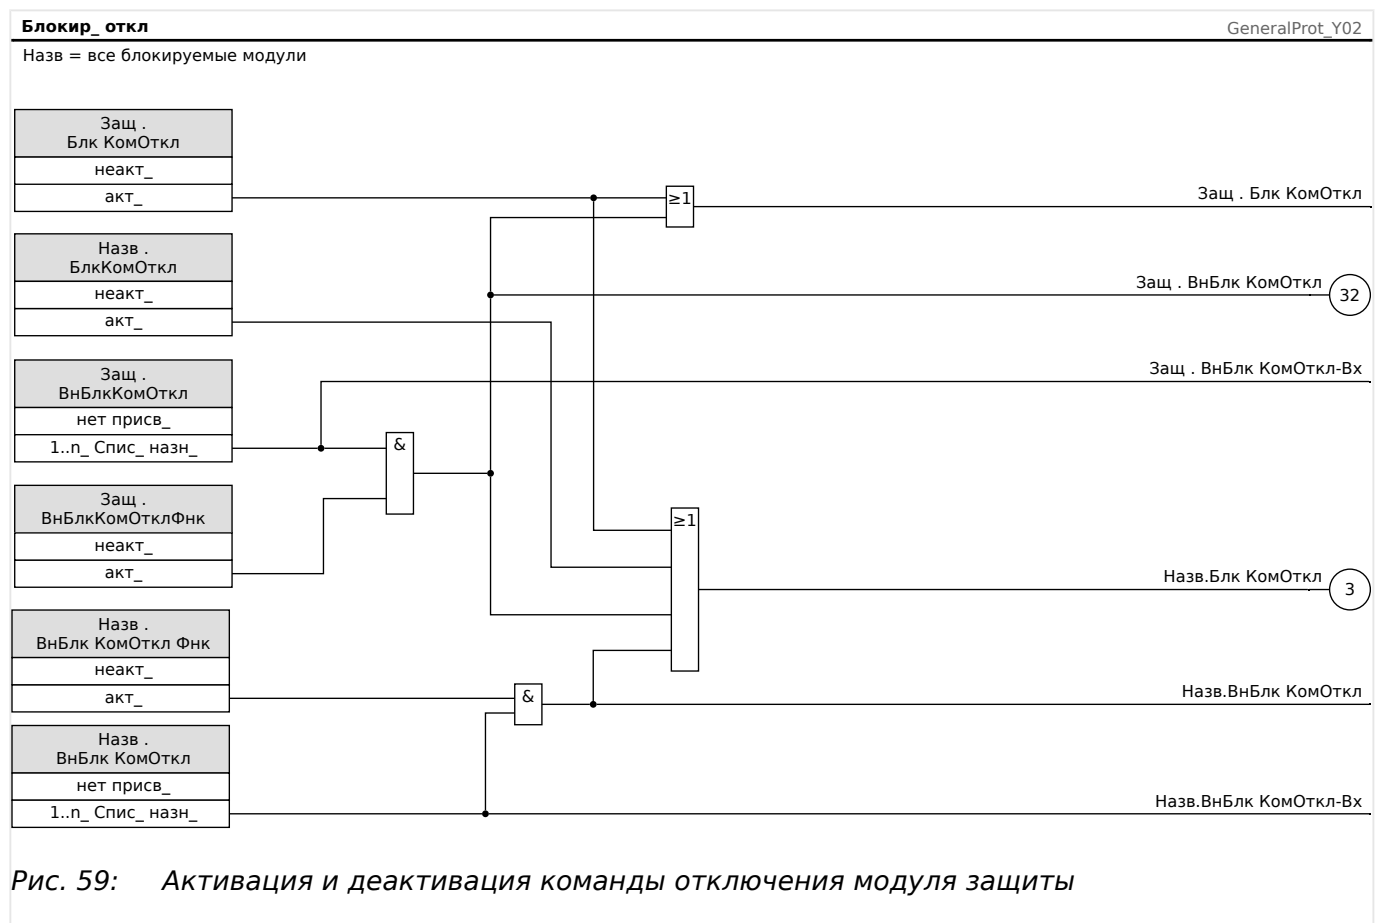 Блокир_ откл
GeneralProt_Y02
Назв = все блокируемые модули
Защ .
Блк КомОткл
неакт_
акт_
≥1
Защ . Блк КомОткл
Назв .
БлкКомОткл
неакт_
акт_
Защ . ВнБлк КомОткл
32
Защ .
ВнБлкКомОткл
нет присв_
1..n_ Спис_ назн_
Защ . ВнБлк КомОткл-Вх
&
Защ .
ВнБлкКомОтклФнк
неакт_
акт_
≥1
Назв.Блк КомОткл
3
Назв .
ВнБлк КомОткл Фнк
неакт_
акт_
&
Назв.ВнБлк КомОткл
Назв .
ВнБлк КомОткл
нет присв_
1..n_ Спис_ назн_
Назв.ВнБлк КомОткл-Вх
Рис. 59: Активация и деактивация команды отключения модуля защиты